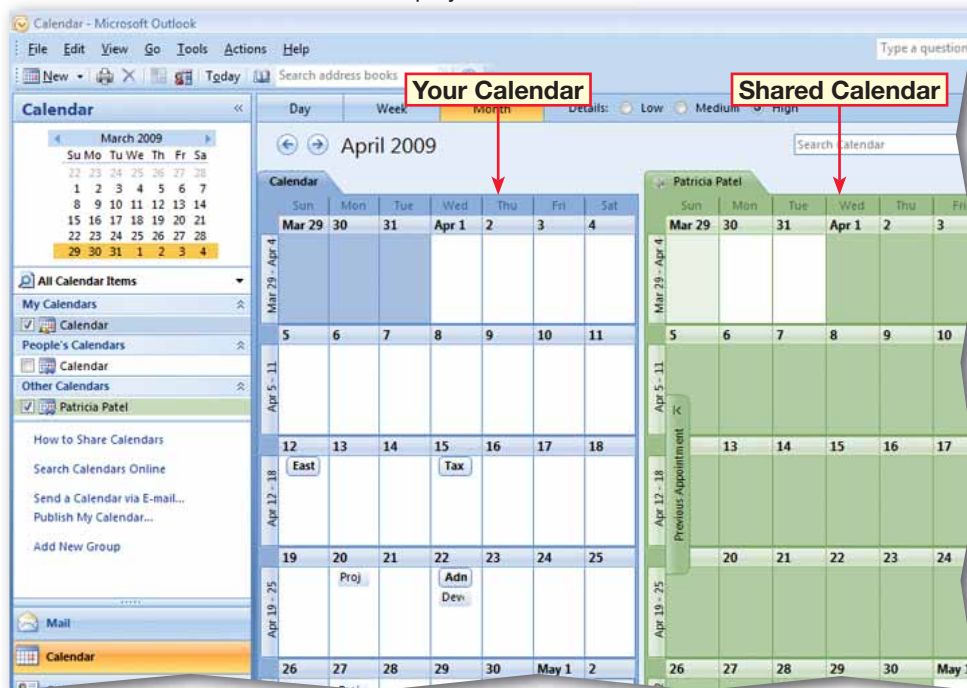 Calendar - Microsoft Outlook
File Edit View Go Tools Actions Help
Type a question
New Today Search address books
Your Calendar
Shared Calendar
Calendar «
Day Week Month Details: Low Medium High
March 2009
Su Mo Tu We Th Fr Sa
22 23 24 25 26 27 28
1 2 3 4 5 6 7
8 9 10 11 12 13 14
15 16 17 18 19 20 21
22 23 24 25 26 27 28
29 30 31 1 2 3 4
All Calendar Items
My Calendars
Calendar
People's Calendars
Calendar
Other Calendars
Patricia Patel
How to Share Calendars
Search Calendars Online
Send a Calendar via E-mail...
Publish My Calendar...
Add New Group
Mail
Calendar
April 2009
Search Calendar
Calendar
Sun Mon Tue Wed Thu Fri Sat
Mar 29 - Apr 4
Mar 29 30 31 Apr 1 2 3 4
Apr 5 - 11
5 6 7 8 9 10 11
Apr 12 - 18
12 13 14 15 16 17 18
East Tax
Apr 19 - 25
19 20 21 22 23 24 25
Proj Adn
Dev
26 27 28 29 30 May 1 2
Patricia Patel
Sun Mon Tue Wed Thu Fri
Mar 29 - Apr 4
Mar 29 30 31 Apr 1 2 3
Apr 5 - 11
5 6 7 8 9 10
Previous Appointment
Apr 12 - 18
13 14 15 16 17
Apr 19 - 25
20 21 22 23 24
26 27 28 29 30 May